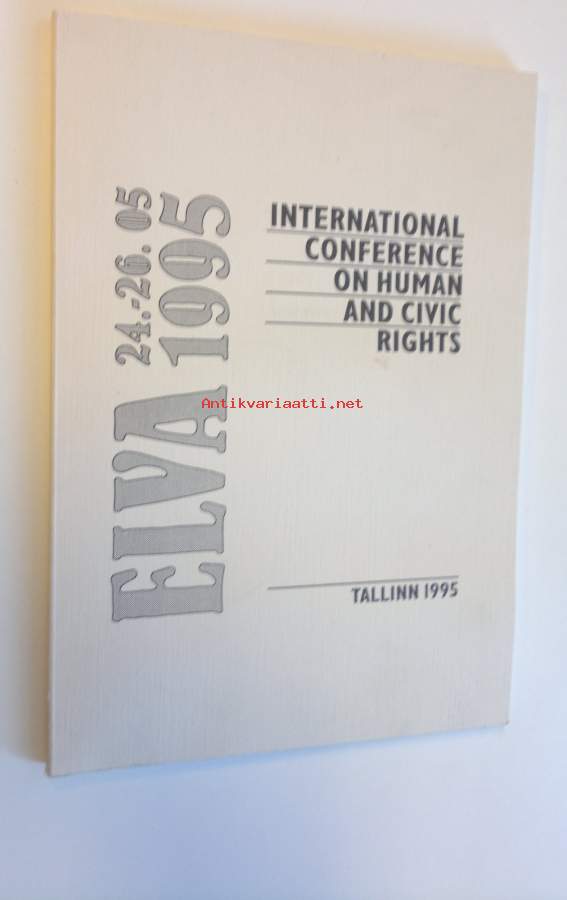 ELVA 24.-26. 05
1995
INTERNATIONAL
CONFERENCE
ON HUMAN
AND CIVIC
RIGHTS
Antikvariaatti.net
TALLINN 1995